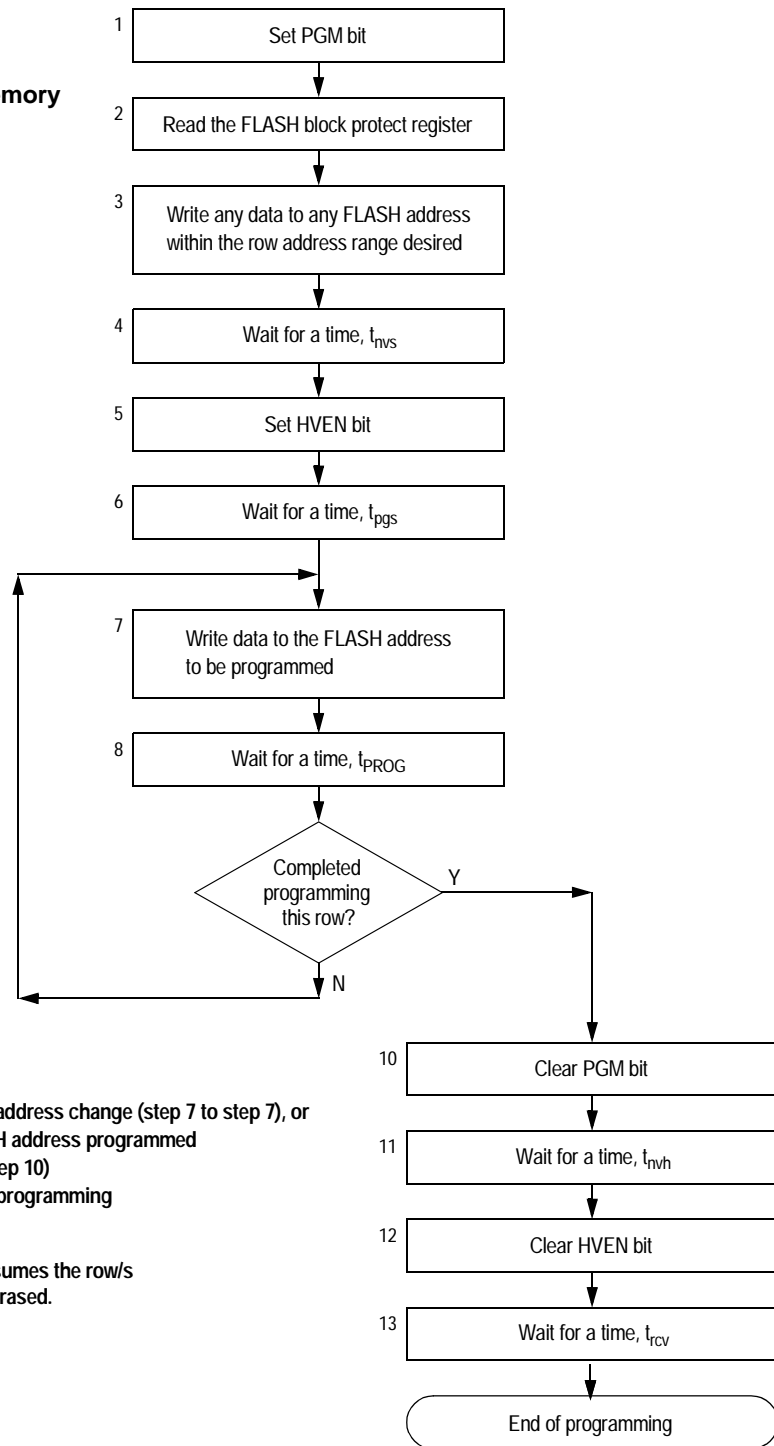 1
Set PGM bit
emory
2
Read the FLASH block protect register
3
Write any data to any FLASH address
within the row address range desired
4
Wait for a time, tnvs
5
Set HVEN bit
6
Wait for a time, tpgs
7
Write data to the FLASH address
to be programmed
8
Wait for a time, tPROG
Completed
programming
this row?
Y
N
10
Clear PGM bit
address change (step 7 to step 7), or
H address programmed
11
Wait for a time, tnvh
ep 10)
programming
12
Clear HVEN bit
sumes the row/s
rased.
13
Wait for a time, trcv
End of programming